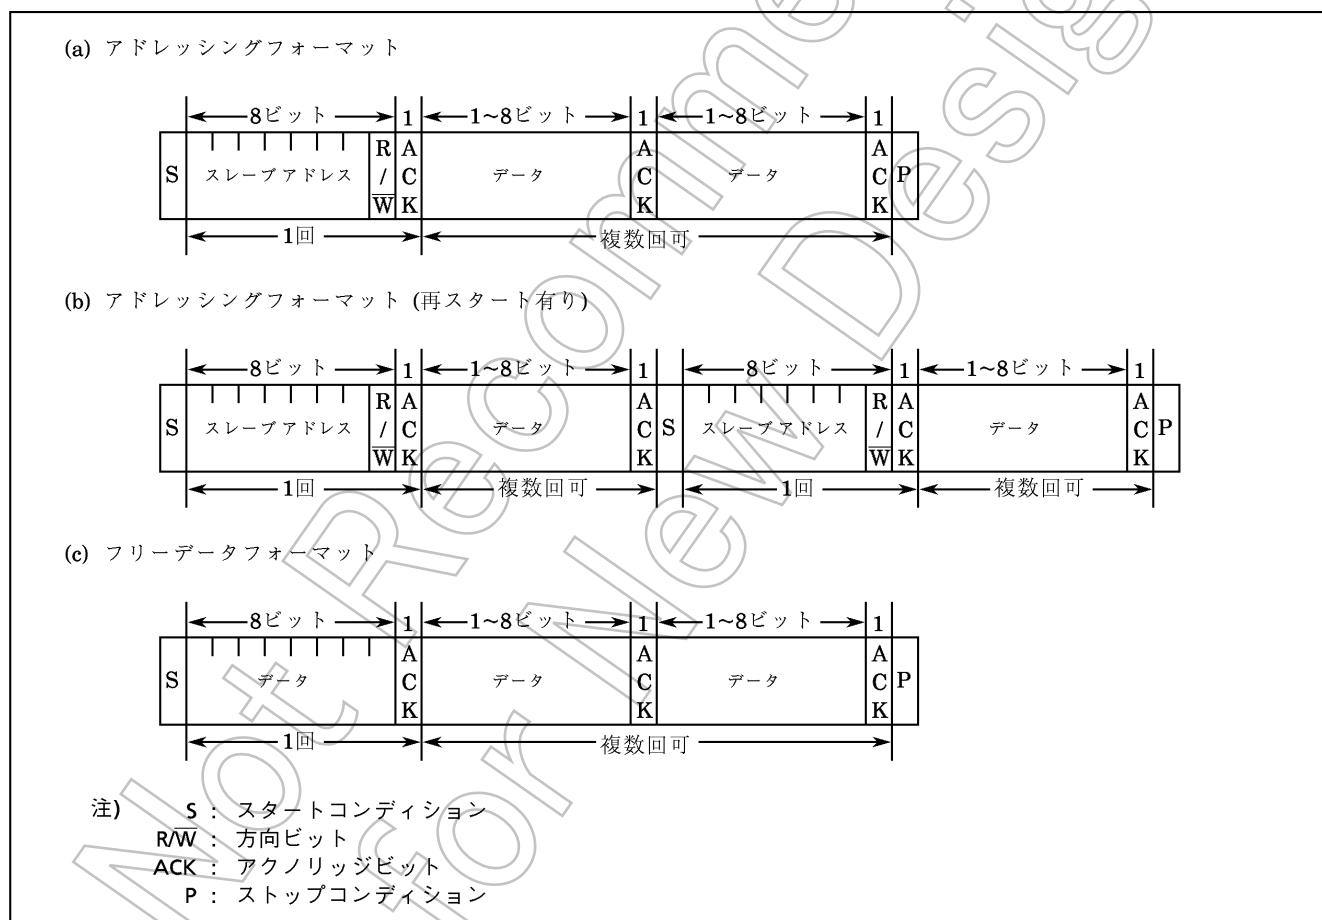 (a) アドレッシングフォーマット
8ビット 1 1~8ビット 1 1~8ビット 1
S スレーブアドレス R/W̅ ACK データ ACK データ ACK P
1回 複数回可
(b) アドレッシングフォーマット (再スタート有り)
8ビット 1 1~8ビット 1 8ビット 1 1~8ビット 1
S スレーブアドレス R/W̅ ACK データ ACK S スレーブアドレス R/W̅ ACK データ ACK P
1回 複数回可 1回 複数回可
(c) フリーデータフォーマット
8ビット 1 1~8ビット 1 1~8ビット 1
S データ ACK データ ACK データ ACK P
1回 複数回可
注) S : スタートコンディション
R/W̅ : 方向ビット
ACK : アクノリッジビット
P : ストップコンディション
Not Recomme
for New Desig